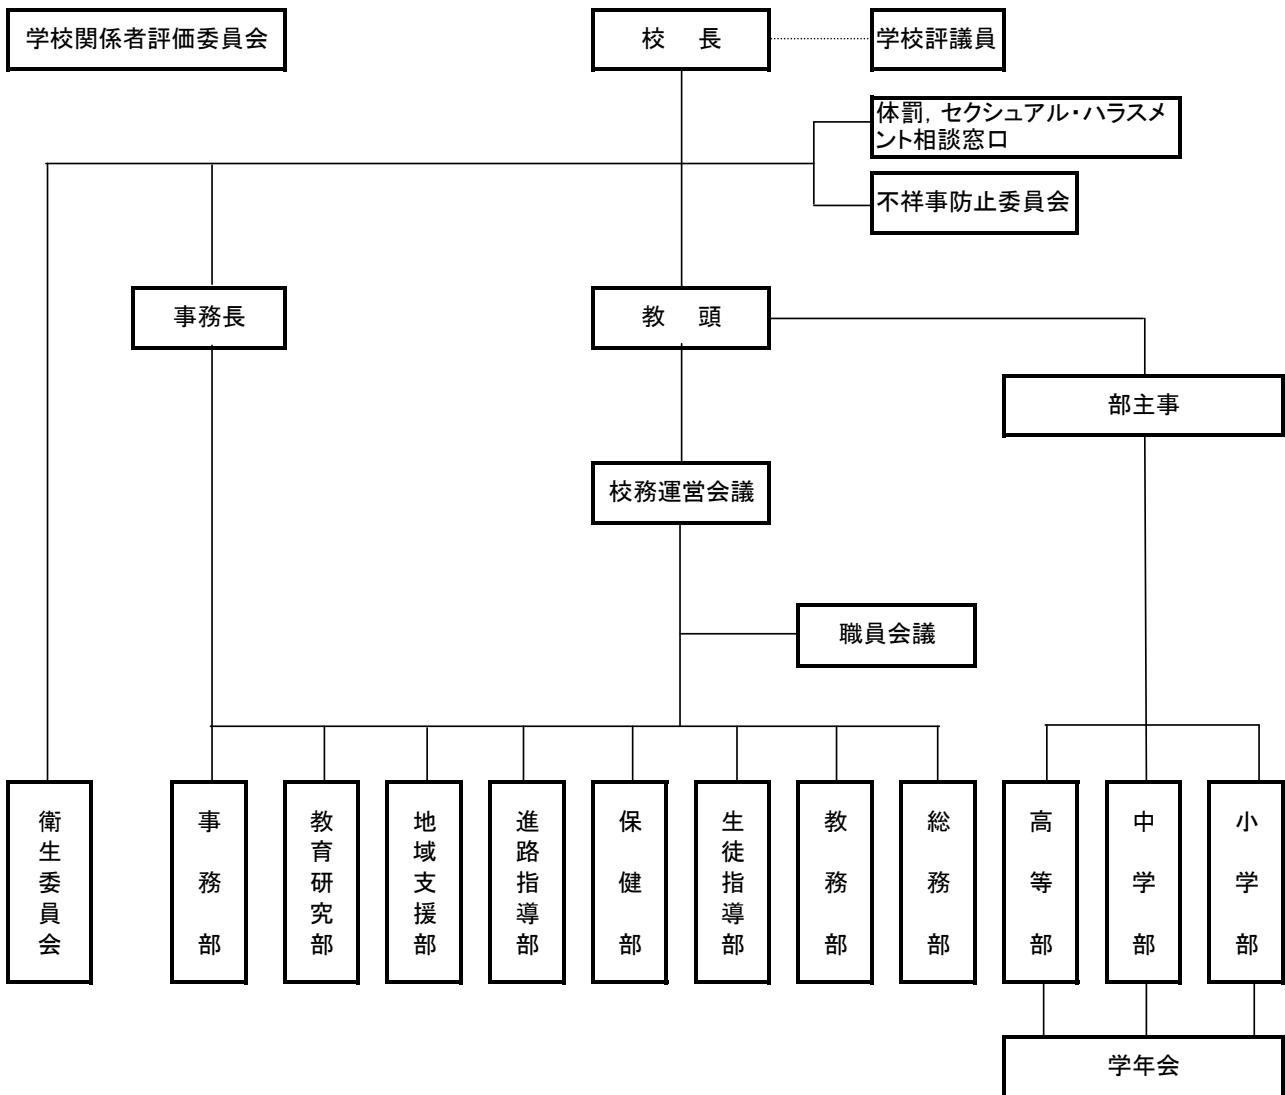 学校関係者評価委員会
校　長
学校評議員
体罰，セクシュアル・ハラスメ
ント相談窓口
不祥事防止委員会
事務長
教　頭
部主事
校務運営会議
職員会議
衛生委員会
事務部
教育研究部
地域支援部
進路指導部
保健部
生徒指導部
教務部
総務部
高等部
中学部
小学部
学年会